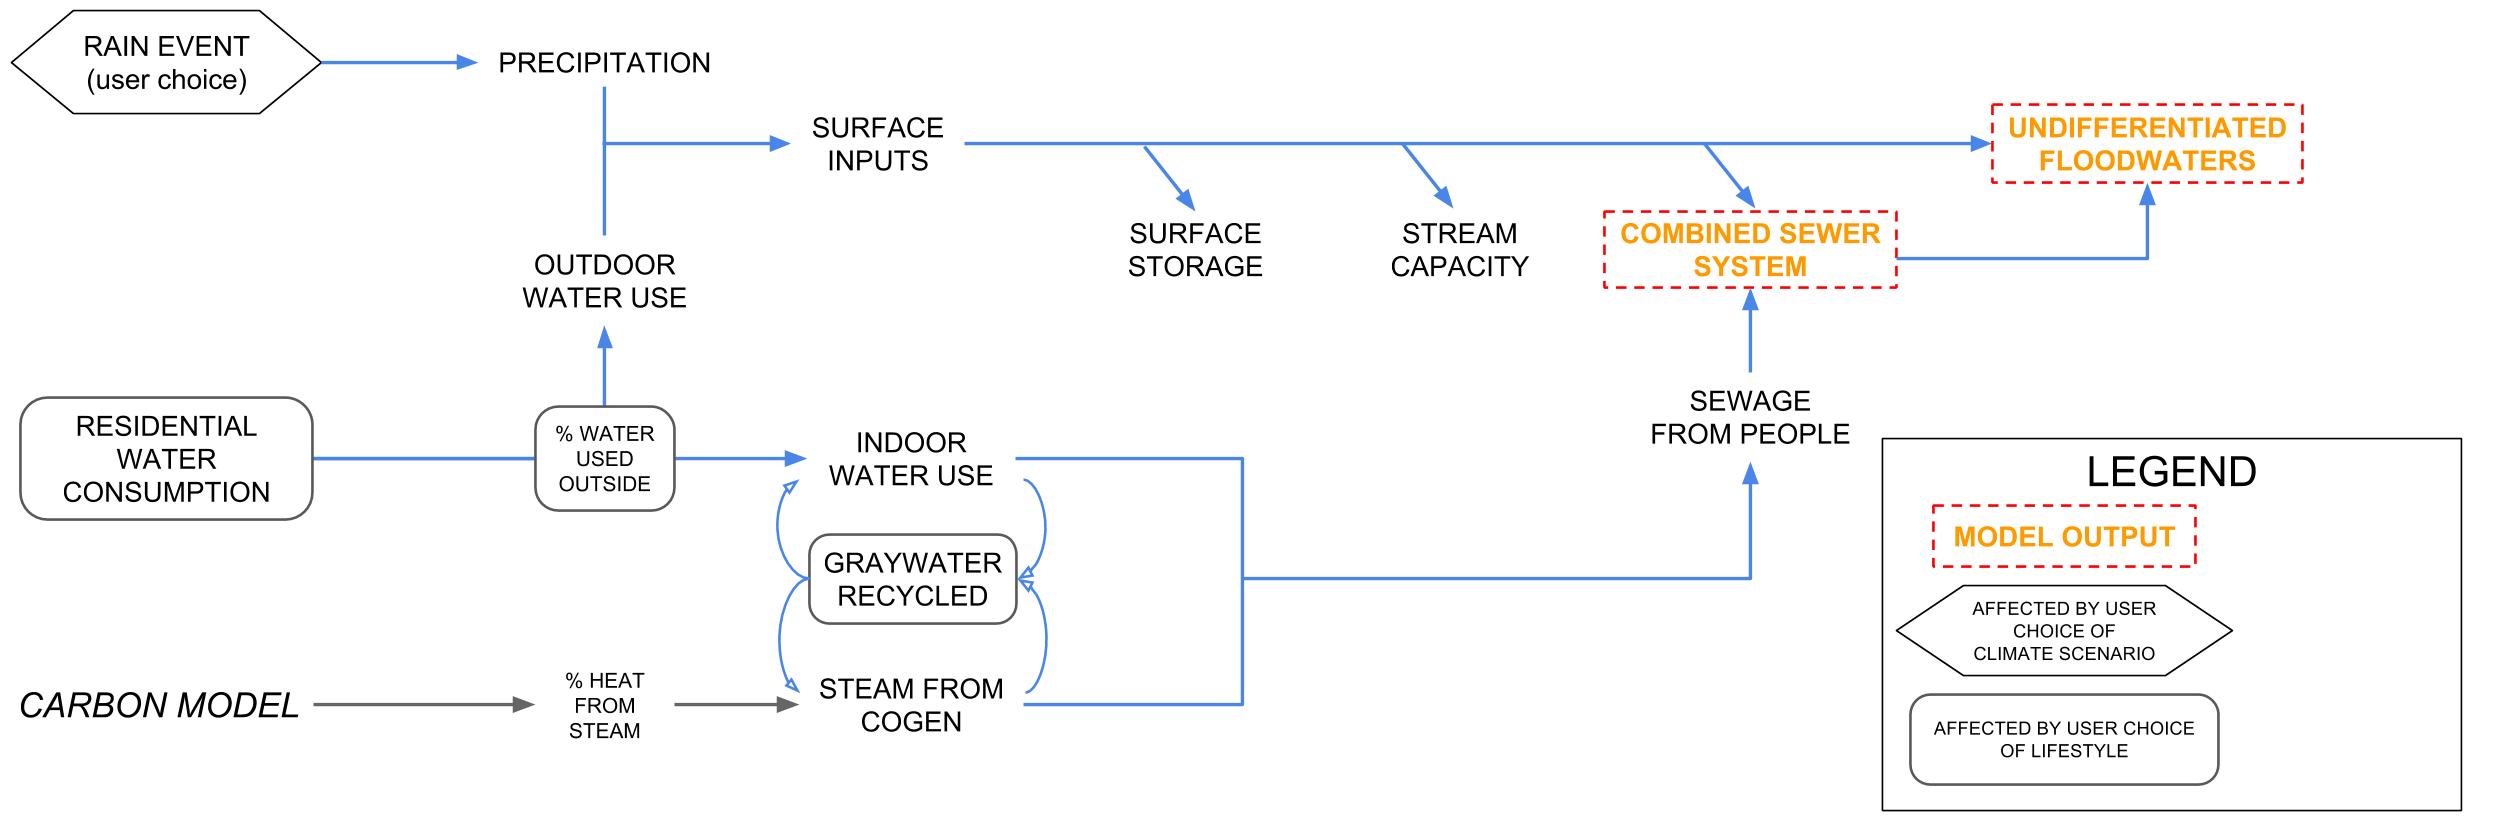 RAIN EVENT
(user choice)
PRECIPITATION
SURFACE
INPUTS
UNDIFFERENTIATED
FLOODWATERS
SURFACE
STORAGE
STREAM
CAPACITY
COMBINED SEWER
SYSTEM
OUTDOOR
WATER USE
RESIDENTIAL
WATER
CONSUMPTION
% WATER
USED
OUTSIDE
INDOOR
WATER USE
SEWAGE
FROM PEOPLE
GRAYWATER
RECYCLED
CARBON MODEL
% HEAT
FROM
STEAM
STEAM FROM
COGEN
LEGEND
MODEL OUTPUT
AFFECTED BY USER
CHOICE OF
CLIMATE SCENARIO
AFFECTED BY USER CHOICE
OF LIFESTYLE